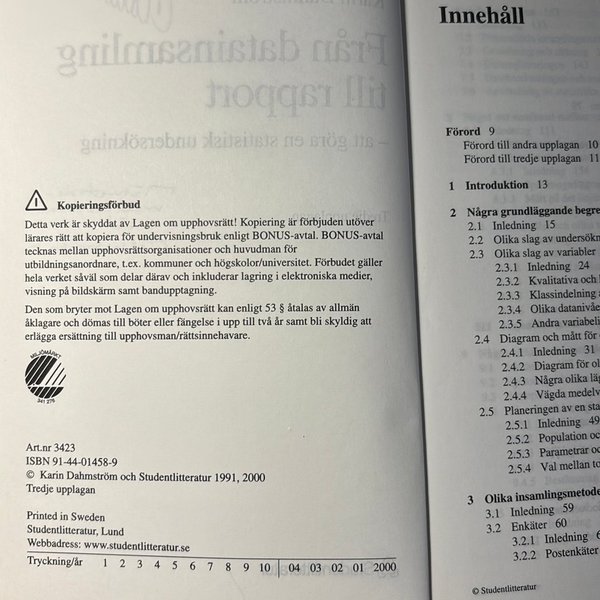 Kopieringsförbud
Detta verk är skyddat av Lagen om upphovsrätt! Kopiering är förbjuden utöver
lärares rätt att kopiera för undervisningsbruk enligt BONUS-avtal. BONUS-avtal
tecknas mellan upphovsrättsorganisationer och huvudman för
utbildningsanordnare, t.ex. kommuner och högskolor/universitet. Förbudet gäller
hela verket såväl som delar därav och inkluderar lagring i elektroniska medier,
visning på bildskärm samt bandupptagning.
Den som bryter mot Lagen om upphovsrätt kan enligt 53 § åtalas av allmän
åklagare och dömas till böter eller fängelse i upp till två år samt bli skyldig att
erlägga ersättning till upphovsman/rättsinnehavare.
MILJÖMÄRKT
341 275
Art.nr 3423
ISBN 91-44-01458-9
© Karin Dahmström och Studentlitteratur 1991, 2000
Tredje upplagan
Printed in Sweden
Studentlitteratur, Lund
Webbadress: www.studentlitteratur.se
Tryckning/år 1 2 3 4 5 6 7 8 9 10 04 03 02 01 2000
Från datainsamling
till rapport
– att göra en statistisk undersökning
Innehåll
Förord 9
Förord till andra upplagan 10
Förord till tredje upplagan 11
1 Introduktion 13
2 Några grundläggande begre
2.1 Inledning 15
2.2 Olika slag av undersökn
2.3 Olika slag av variabler
2.3.1 Inledning 24
2.3.2 Kvalitativa och
2.3.3 Klassindelning
2.3.4 Olika datanivåe
2.3.5 Andra variabeli
2.4 Diagram och mått för
2.4.1 Inledning 31
2.4.2 Diagram för ol
2.4.3 Några olika läg
2.4.4 Vägda medelv
2.5 Planeringen av en sta
2.5.1 Inledning 49
2.5.2 Population oc
2.5.3 Parametrar oc
2.5.4 Val mellan to
3 Olika insamlingsmetode
3.1 Inledning 59
3.2 Enkäter 60
3.2.1 Inledning 6
3.2.2 Postenkäter
© Studentlitteratur